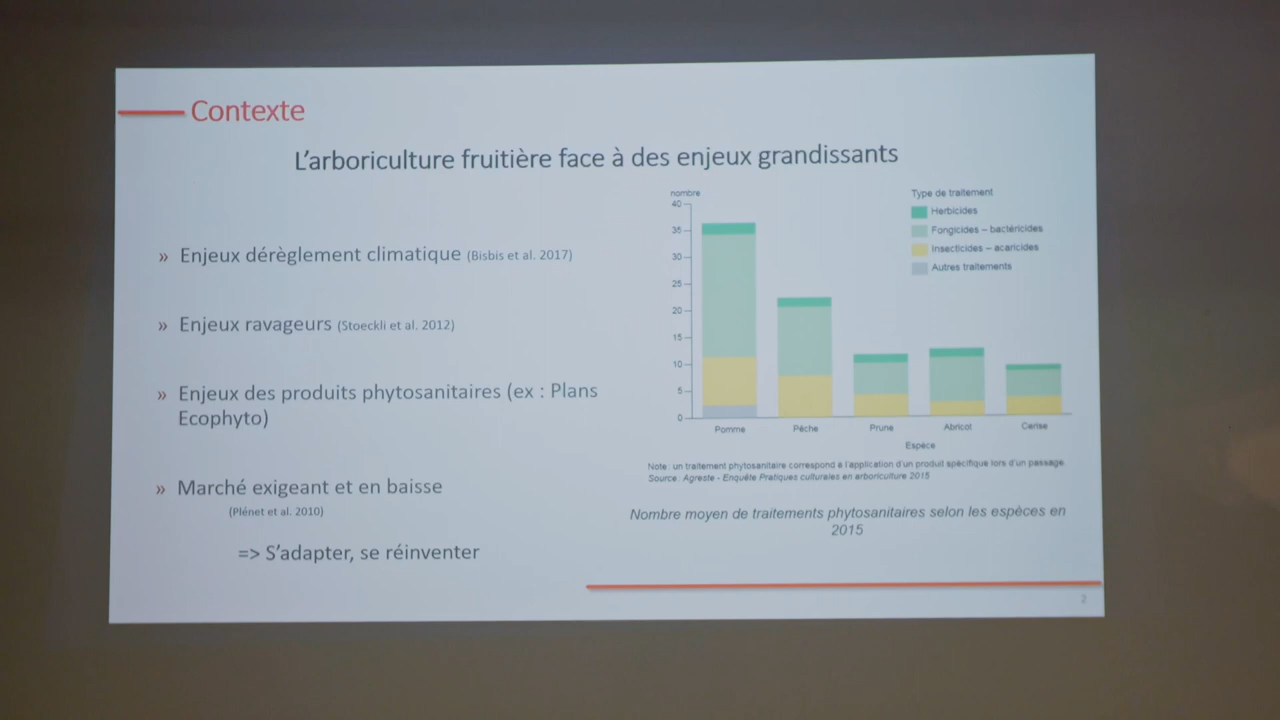 Contexte
L'arboriculture fruitière face à des enjeux grandissants
» Enjeux dérèglement climatique (Bisbis et al. 2017)
» Enjeux ravageurs (Stoeckli et al. 2012)
» Enjeux des produits phytosanitaires (ex : Plans
Ecophyto)
» Marché exigeant et en baisse
(Plénet et al. 2010)
=> S'adapter, se réinventer
nombre
40
35
30
25
20
15
10
5
0
Pomme Pêche Prune Abricot Cerise
Espèce
Type de traitement
Herbicides
Fongicides – bactéricides
Insecticides – acaricides
Autres traitements
Note : un traitement phytosanitaire correspond à l'application d'un produit spécifique lors d'un passage.
Source : Agreste - Enquête Pratiques culturales en arboriculture 2015
Nombre moyen de traitements phytosanitaires selon les espèces en
2015
2